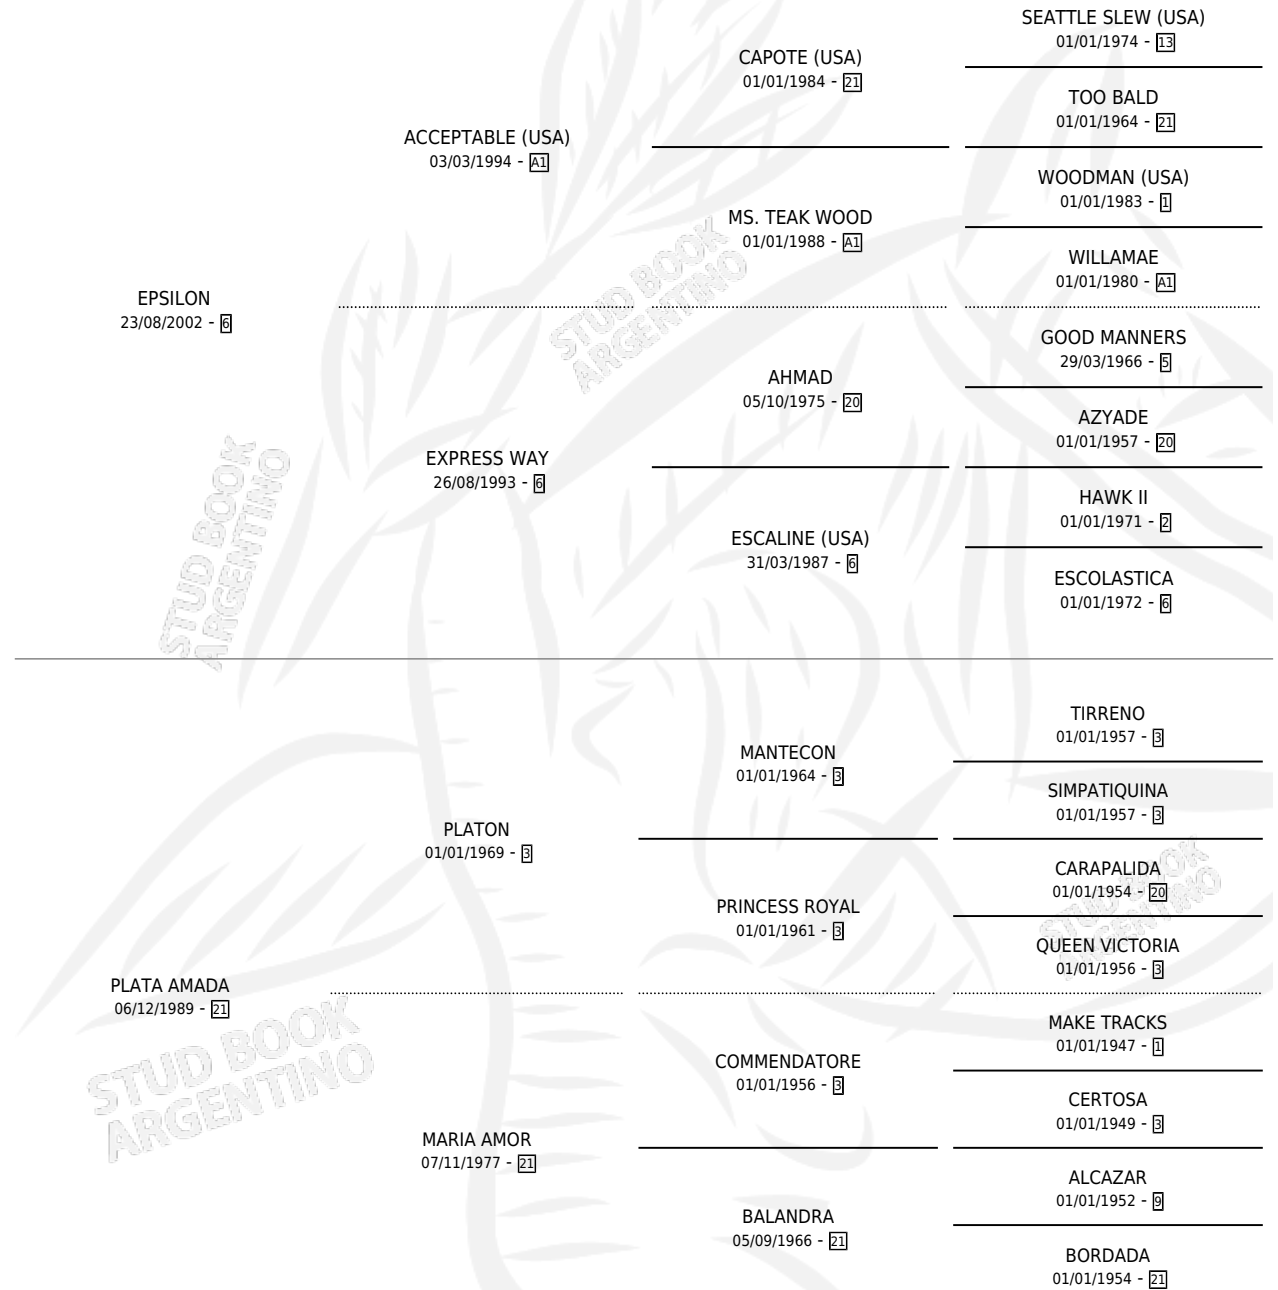 SEATTLE SLEW (USA)
01/01/1974 - 13
CAPOTE (USA)
01/01/1984 - 21
TOO BALD
01/01/1964 - 21
ACCEPTABLE (USA)
03/03/1994 - A1
WOODMAN (USA)
01/01/1983 - 1
MS. TEAK WOOD
01/01/1988 - A1
WILLAMAE
01/01/1980 - A1
EPSILON
23/08/2002 - 6
GOOD MANNERS
29/03/1966 - 5
AHMAD
05/10/1975 - 20
AZYADE
01/01/1957 - 20
EXPRESS WAY
26/08/1993 - 6
HAWK II
01/01/1971 - 2
ESCALINE (USA)
31/03/1987 - 6
ESCOLASTICA
01/01/1972 - 6
TIRRENO
01/01/1957 - 3
MANTECON
01/01/1964 - 3
SIMPATIQUINA
01/01/1957 - 3
PLATON
01/01/1969 - 3
CARAPALIDA
01/01/1954 - 20
PRINCESS ROYAL
01/01/1961 - 3
QUEEN VICTORIA
01/01/1956 - 3
PLATA AMADA
06/12/1989 - 21
MAKE TRACKS
01/01/1947 - 1
COMMENDATORE
01/01/1956 - 3
CERTOSA
01/01/1949 - 3
MARIA AMOR
07/11/1977 - 21
ALCAZAR
01/01/1952 - 9
BALANDRA
05/09/1966 - 21
BORDADA
01/01/1954 - 21
STUD BOOK
ARGENTINO
STUD BOOK
ARGENTINO
STUD BOOK
ARGENTINO
STUD BOOK
ARGENTINO